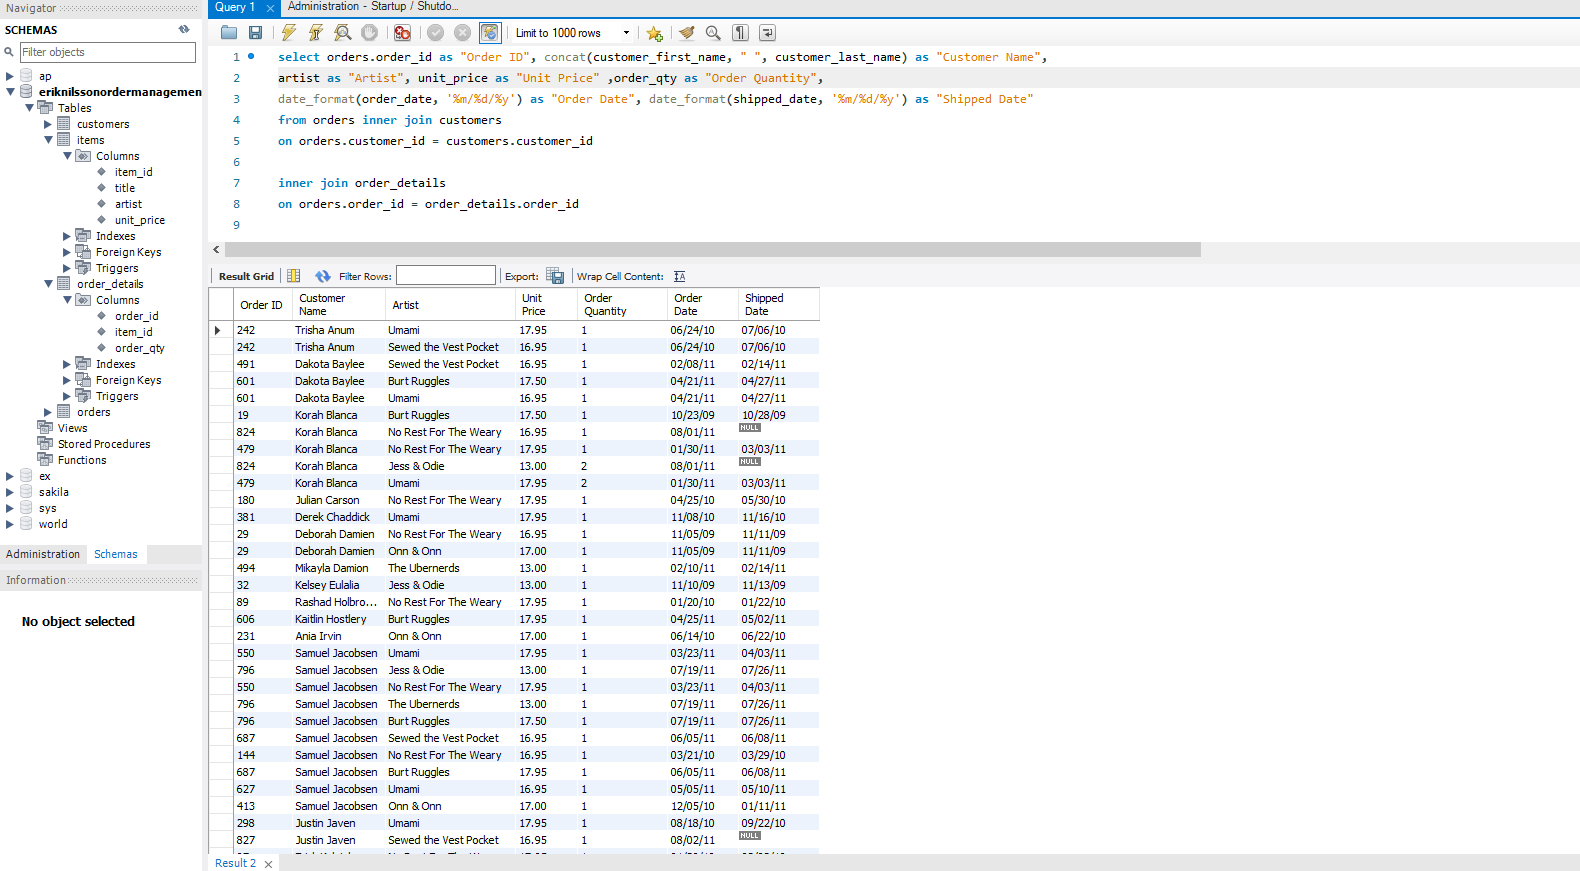 Navigator
Query 1
Administration - Startup / Shutdo...
SCHEMAS
Filter objects
Limit to 1000 rows
ap
eriknilssonordermanagemen
Tables
customers
items
Columns
item_id
title
artist
unit_price
Indexes
Foreign Keys
Triggers
order_details
Columns
order_id
item_id
order_qty
Indexes
Foreign Keys
Triggers
orders
Views
Stored Procedures
Functions
ex
sakila
sys
world
Administration
Schemas
Information
No object selected
1 select orders.order_id as "Order ID", concat(customer_first_name, " ", customer_last_name) as "Customer Name",
2 artist as "Artist", unit_price as "Unit Price" ,order_qty as "Order Quantity",
3 date_format(order_date, '%m/%d/%y') as "Order Date", date_format(shipped_date, '%m/%d/%y') as "Shipped Date"
4 from orders inner join customers
5 on orders.customer_id = customers.customer_id
6
7 inner join order_details
8 on orders.order_id = order_details.order_id
9
Result Grid Filter Rows: Export: Wrap Cell Content:
Order ID Customer Name Artist Unit Price Order Quantity Order Date Shipped Date
242 Trisha Anum Umami 17.95 1 06/24/10 07/06/10
242 Trisha Anum Sewed the Vest Pocket 16.95 1 06/24/10 07/06/10
491 Dakota Baylee Sewed the Vest Pocket 16.95 1 02/08/11 02/14/11
601 Dakota Baylee Burt Ruggles 17.50 1 04/21/11 04/27/11
601 Dakota Baylee Umami 16.95 1 04/21/11 04/27/11
19 Korah Blanca Burt Ruggles 17.50 1 10/23/09 10/28/09
824 Korah Blanca No Rest For The Weary 16.95 1 08/01/11 NULL
479 Korah Blanca No Rest For The Weary 17.95 1 01/30/11 03/03/11
824 Korah Blanca Jess & Odie 13.00 2 08/01/11 NULL
479 Korah Blanca Umami 17.95 2 01/30/11 03/03/11
180 Julian Carson No Rest For The Weary 17.95 1 04/25/10 05/30/10
381 Derek Chaddick Umami 17.95 1 11/08/10 11/16/10
29 Deborah Damien No Rest For The Weary 16.95 1 11/05/09 11/11/09
29 Deborah Damien Onn & Onn 17.00 1 11/05/09 11/11/09
494 Mikayla Damion The Ubernerds 13.00 1 02/10/11 02/14/11
32 Kelsey Eulalia Jess & Odie 13.00 1 11/10/09 11/13/09
89 Rashad Holbro... No Rest For The Weary 17.95 1 01/20/10 01/22/10
606 Kaitlin Hostlery Burt Ruggles 17.95 1 04/25/11 05/02/11
231 Ania Irvin Onn & Onn 17.00 1 06/14/10 06/22/10
550 Samuel Jacobsen Umami 17.95 1 03/23/11 04/03/11
796 Samuel Jacobsen Jess & Odie 13.00 1 07/19/11 07/26/11
550 Samuel Jacobsen No Rest For The Weary 17.95 1 03/23/11 04/03/11
796 Samuel Jacobsen The Ubernerds 13.00 1 07/19/11 07/26/11
796 Samuel Jacobsen Burt Ruggles 17.50 1 07/19/11 07/26/11
687 Samuel Jacobsen Sewed the Vest Pocket 16.95 1 06/05/11 06/08/11
144 Samuel Jacobsen No Rest For The Weary 16.95 1 03/21/10 03/29/10
687 Samuel Jacobsen Burt Ruggles 17.95 1 06/05/11 06/08/11
627 Samuel Jacobsen Umami 16.95 1 05/05/11 05/10/11
413 Samuel Jacobsen Onn & Onn 17.00 1 12/05/10 01/11/11
298 Justin Javen Umami 17.95 1 08/18/10 09/22/10
827 Justin Javen Sewed the Vest Pocket 16.95 1 08/02/11 NULL
Result 2